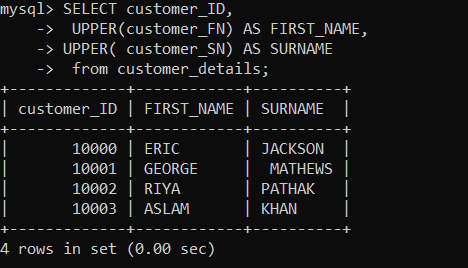 mysql> SELECT customer_ID,
    ->  UPPER(customer_FN) AS FIRST_NAME,
    -> UPPER( customer_SN) AS SURNAME
    ->  from customer_details;
+-------------+------------+----------+
| customer_ID | FIRST_NAME | SURNAME  |
+-------------+------------+----------+
|       10000 | ERIC       | JACKSON  |
|       10001 | GEORGE     |  MATHEWS |
|       10002 | RIYA       | PATHAK   |
|       10003 | ASLAM      | KHAN     |
+-------------+------------+----------+
4 rows in set (0.00 sec)